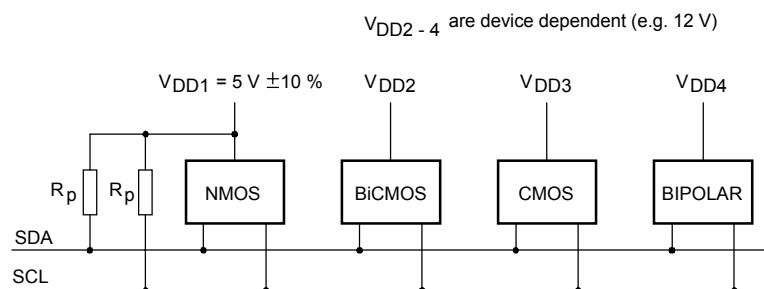 VDD2 - 4 are device dependent (e.g. 12 V)
VDD1 = 5 V ±10 %
VDD2
VDD3
VDD4
Rp
Rp
NMOS
BiCMOS
CMOS
BIPOLAR
SDA
SCL